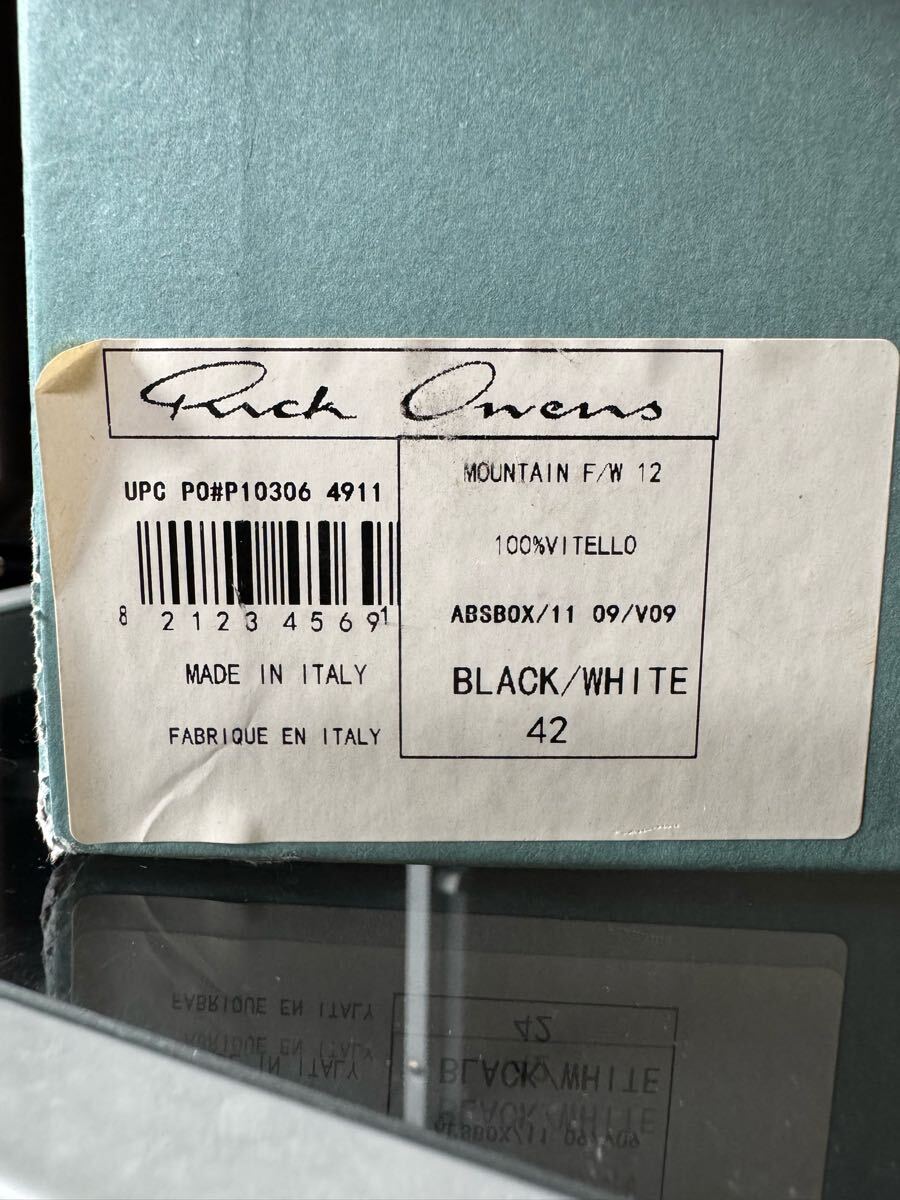 Rick Owens
UPC PO#P10306 4911
8 2123 4569 1
MADE IN ITALY
FABRIQUE EN ITALY
MOUNTAIN F/W 12
100%VITELLO
ABSBOX/11 09/V09
BLACK/WHITE
42